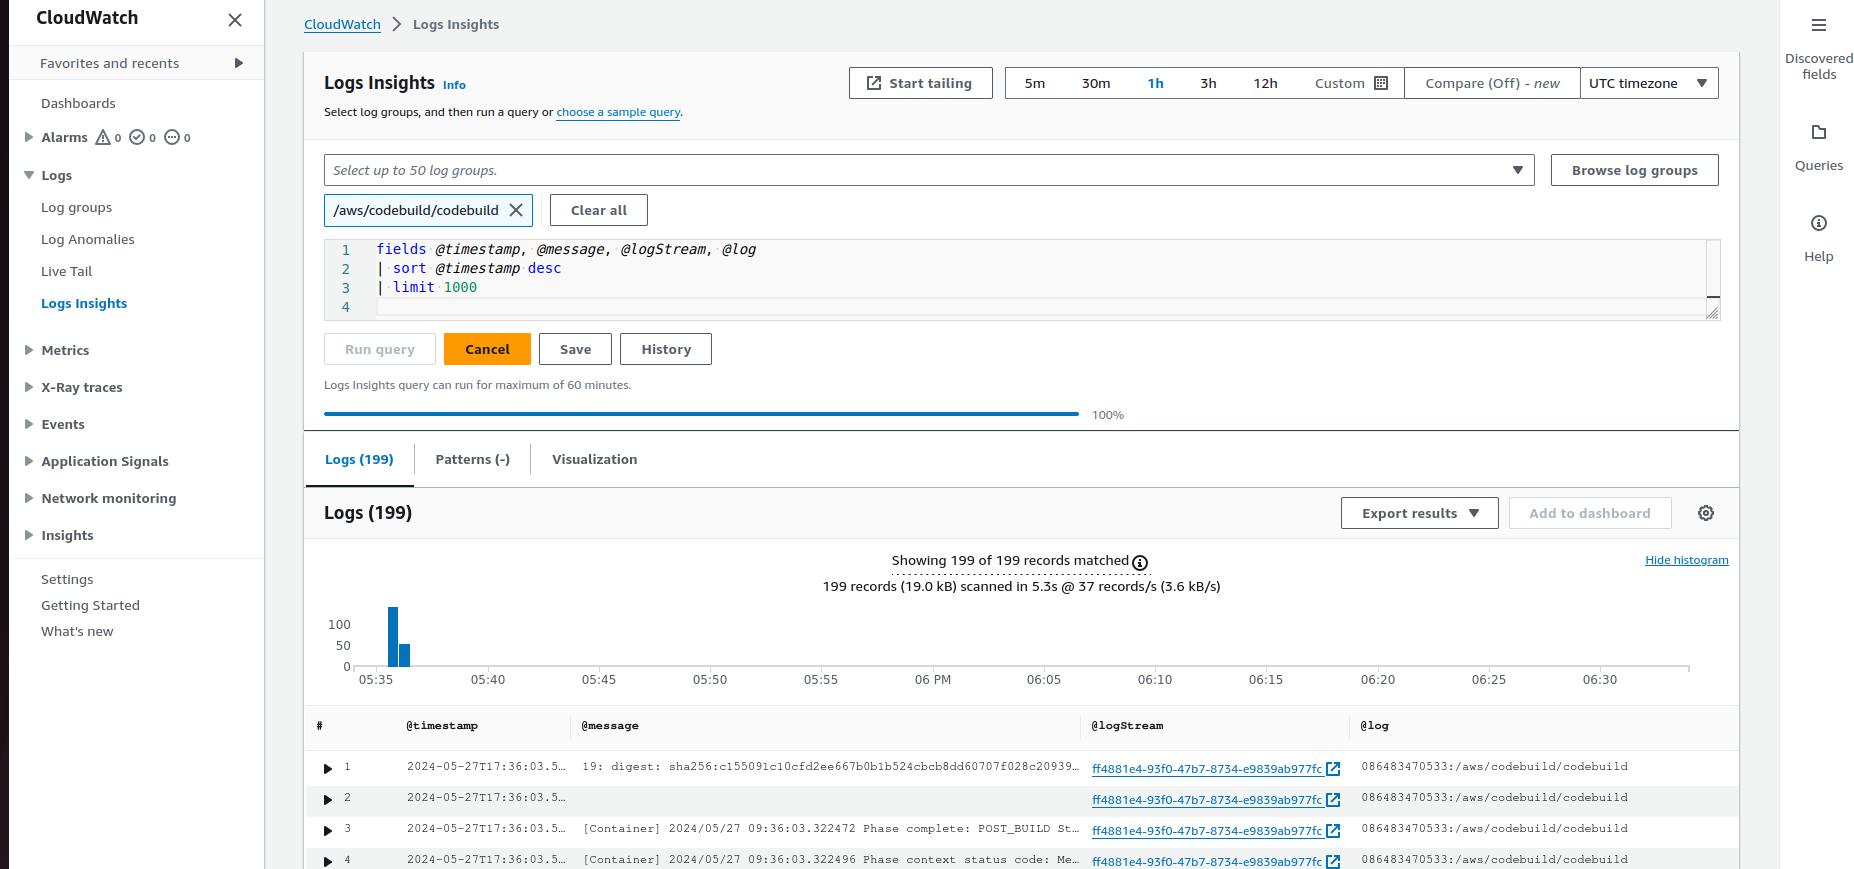 CloudWatch
Favorites and recents
Dashboards
Alarms 0 0 0
Logs
Log groups
Log Anomalies
Live Tail
Logs Insights
Metrics
X-Ray traces
Events
Application Signals
Network monitoring
Insights
Settings
Getting Started
What's new
CloudWatch > Logs Insights
Logs Insights Info
Select log groups, and then run a query or choose a sample query.
Start tailing
5m 30m 1h 3h 12h Custom
Compare (Off) - new
UTC timezone
Select up to 50 log groups.
Browse log groups
/aws/codebuild/codebuild
Clear all
1 fields @timestamp, @message, @logStream, @log
2 | sort @timestamp desc
3 | limit 1000
4
Run query Cancel Save History
Logs Insights query can run for maximum of 60 minutes.
100%
Logs (199) Patterns (-) Visualization
Logs (199)
Export results
Add to dashboard
Showing 199 of 199 records matched
199 records (19.0 kB) scanned in 5.3s @ 37 records/s (3.6 kB/s)
Hide histogram
100
50
0
05:35 05:40 05:45 05:50 05:55 06 PM 06:05 06:10 06:15 06:20 06:25 06:30
# @timestamp @message @logStream @log
1 2024-05-27T17:36:03.5… 19: digest: sha256:c155091c10cfd2ee667b0b1b524cbcb8dd60707f028c20939… ff4881e4-93f0-47b7-8734-e9839ab977fc 086483470533:/aws/codebuild/codebuild
2 2024-05-27T17:36:03.5… ff4881e4-93f0-47b7-8734-e9839ab977fc 086483470533:/aws/codebuild/codebuild
3 2024-05-27T17:36:03.5… [Container] 2024/05/27 09:36:03.322472 Phase complete: POST_BUILD St… ff4881e4-93f0-47b7-8734-e9839ab977fc 086483470533:/aws/codebuild/codebuild
4 2024-05-27T17:36:03.5… [Container] 2024/05/27 09:36:03.322496 Phase context status code: Me… ff4881e4-93f0-47b7-8734-e9839ab977fc 086483470533:/aws/codebuild/codebuild
Discovered
fields
Queries
Help